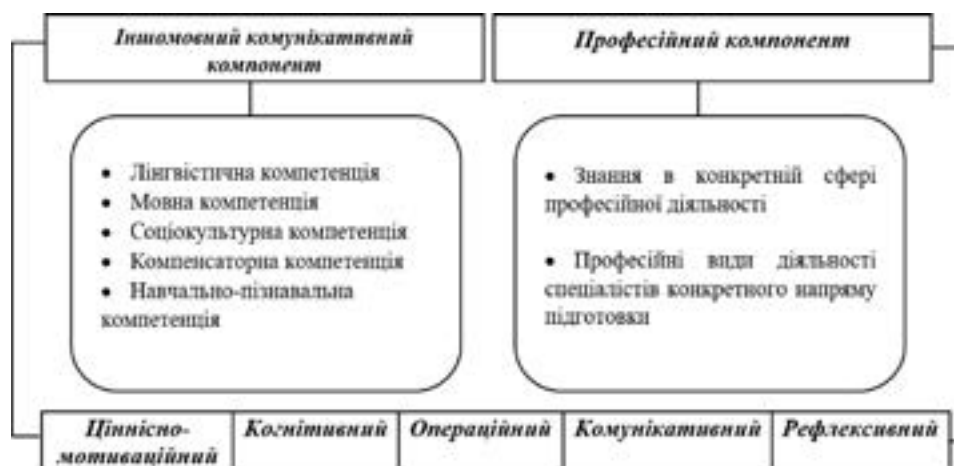 Іншомовний комунікативний
компонент
Професійний компонент
• Лінгвістична компетенція
• Мовна компетенція
• Соціокультурна компетенція
• Компенсаторна компетенція
• Навчально-пізнавальна
компетенція
• Знання в конкретній сфері
професійної діяльності
• Професійні види діяльності
спеціалістів конкретного напряму
підготовки
Ціннісно-
мотиваційний
Когнітивний
Операційний
Комунікативний
Рефлексивний